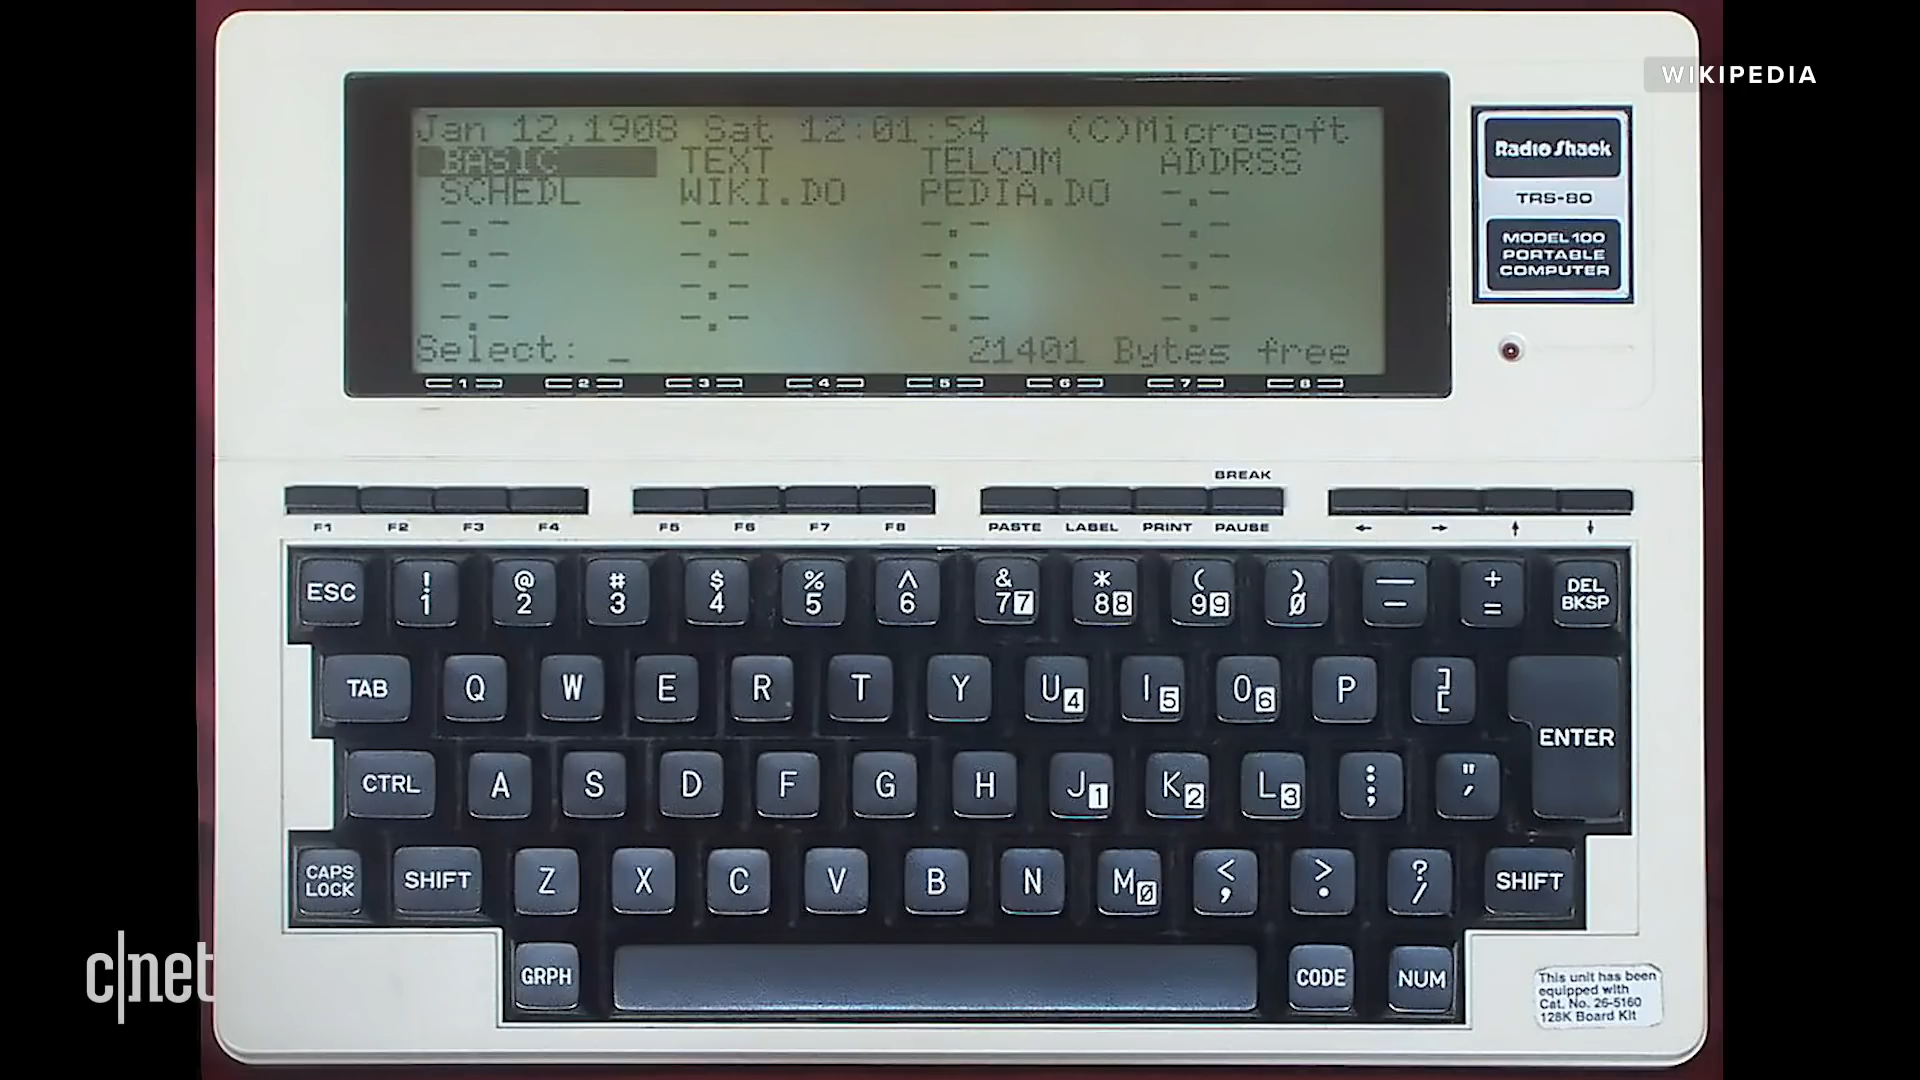 WIKIPEDIA
Jan 12,1908 Sat 12:01:54 (C)Microsoft
BASIC TEXT TELCOM ADDRSS
SCHEDL WIKI.DO PEDIA.DO -.-
-.- -.- -.- -.-
-.- -.- -.- -.-
-.- -.- -.- -.-
-.- -.- -.- -.-
Select: _ 21401 Bytes free
1 2 3 4 5 6 7 8
Radio Shack
TRS-80
MODEL 100
PORTABLE
COMPUTER
BREAK
F1 F2 F3 F4 F5 F6 F7 F8 PASTE LABEL PRINT PAUSE ← → ↑ ↓
ESC ! 1 @ 2 # 3 $ 4 % 5 ^ 6 & 7 7 * 8 8 ( 9 9 ) 0 — - + = DEL BKSP
TAB Q W E R T Y U 4 I 5 O 6 P ] [ ENTER
CTRL A S D F G H J 1 K 2 L 3 : ; " '
CAPS LOCK SHIFT Z X C V B N M 0 < , > . ? / SHIFT
GRPH CODE NUM
This unit has been
equipped with
Cat. No. 26-5160
128K Board Kit
c|net